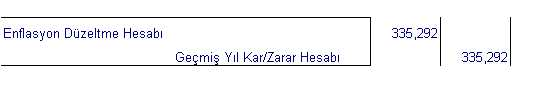 Enflasyon Düzeltme Hesabı 335,292
Geçmiş Yıl Kar/Zarar Hesabı 335,292